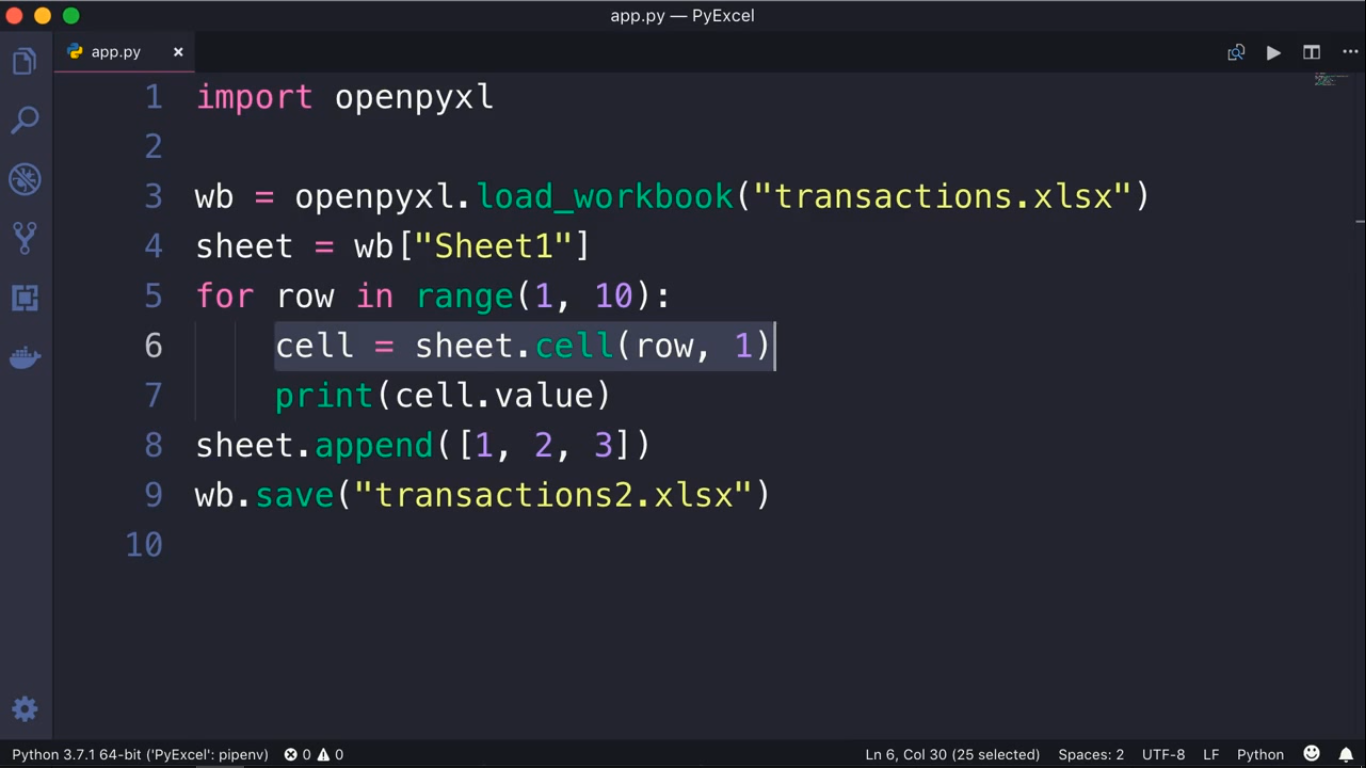 app.py — PyExcel
app.py
1 import openpyxl
2
3 wb = openpyxl.load_workbook("transactions.xlsx")
4 sheet = wb["Sheet1"]
5 for row in range(1, 10):
6 cell = sheet.cell(row, 1)
7 print(cell.value)
8 sheet.append([1, 2, 3])
9 wb.save("transactions2.xlsx")
10
Python 3.7.1 64-bit ('PyExcel': pipenv) 0 0 Ln 6, Col 30 (25 selected) Spaces: 2 UTF-8 LF Python